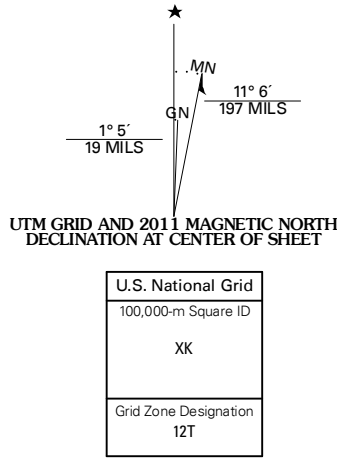 MN
GN
11° 6´
197 MILS
1° 5´
19 MILS
UTM GRID AND 2011 MAGNETIC NORTH
DECLINATION AT CENTER OF SHEET
U.S. National Grid
100,000-m Square ID
XK
Grid Zone Designation
12T